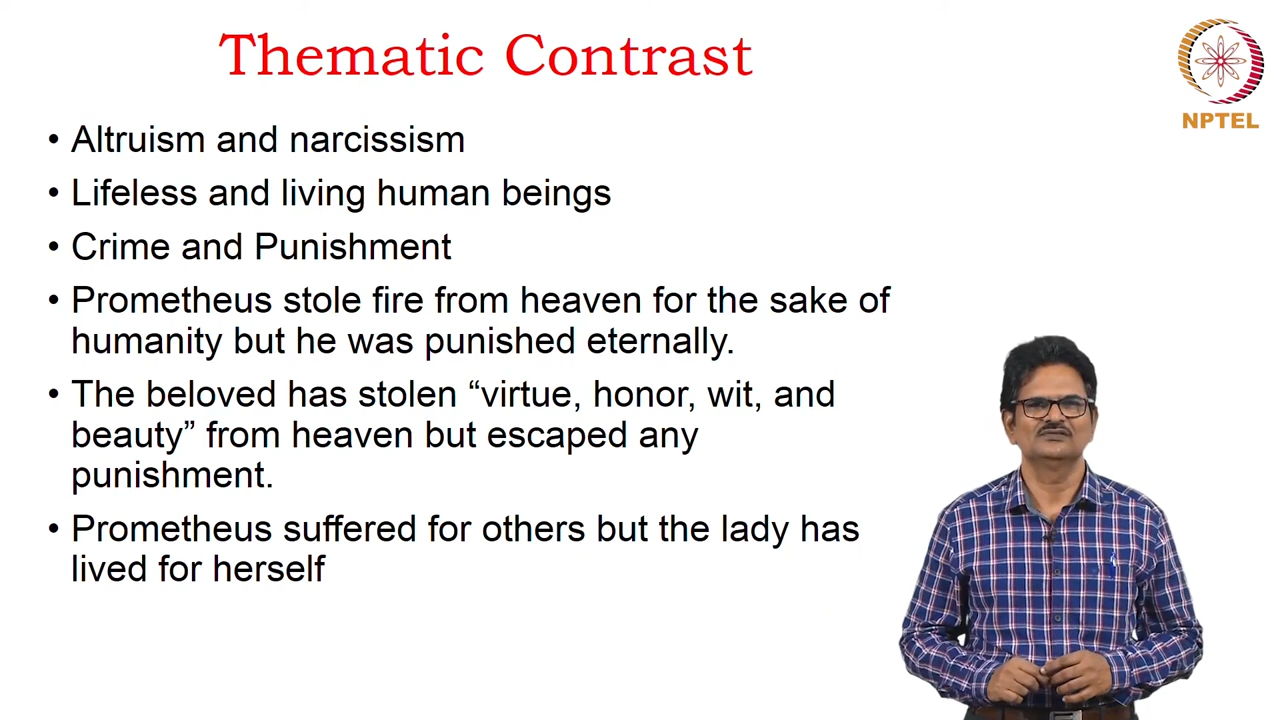 Thematic Contrast
NPTEL
• Altruism and narcissism
• Lifeless and living human beings
• Crime and Punishment
• Prometheus stole fire from heaven for the sake of
humanity but he was punished eternally.
• The beloved has stolen “virtue, honor, wit, and
beauty” from heaven but escaped any
punishment.
• Prometheus suffered for others but the lady has
lived for herself